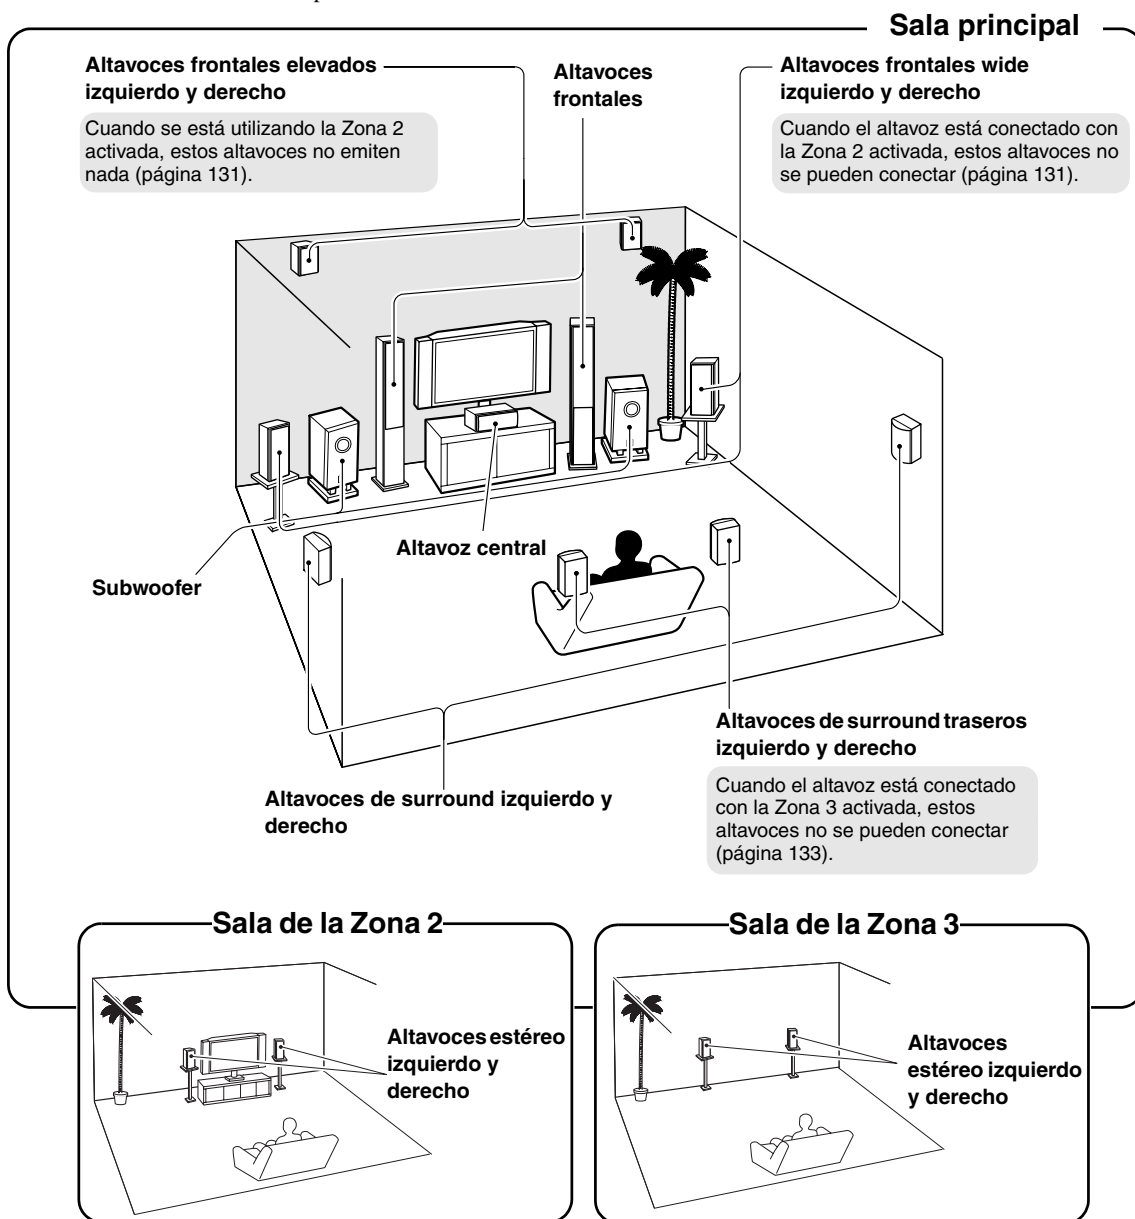 Sala principal
Altavoces frontales elevados
izquierdo y derecho
Cuando se está utilizando la Zona 2
activada, estos altavoces no emiten
nada (página 131).
Altavoces
frontales
Altavoces frontales wide
izquierdo y derecho
Cuando el altavoz está conectado con
la Zona 2 activada, estos altavoces no
se pueden conectar (página 131).
Altavoz central
Subwoofer
Altavoces de surround traseros
izquierdo y derecho
Cuando el altavoz está conectado
con la Zona 3 activada, estos
altavoces no se pueden conectar
(página 133).
Altavoces de surround izquierdo y
derecho
Sala de la Zona 2
Altavoces estéreo
izquierdo y
derecho
Sala de la Zona 3
Altavoces
estéreo izquierdo
y derecho